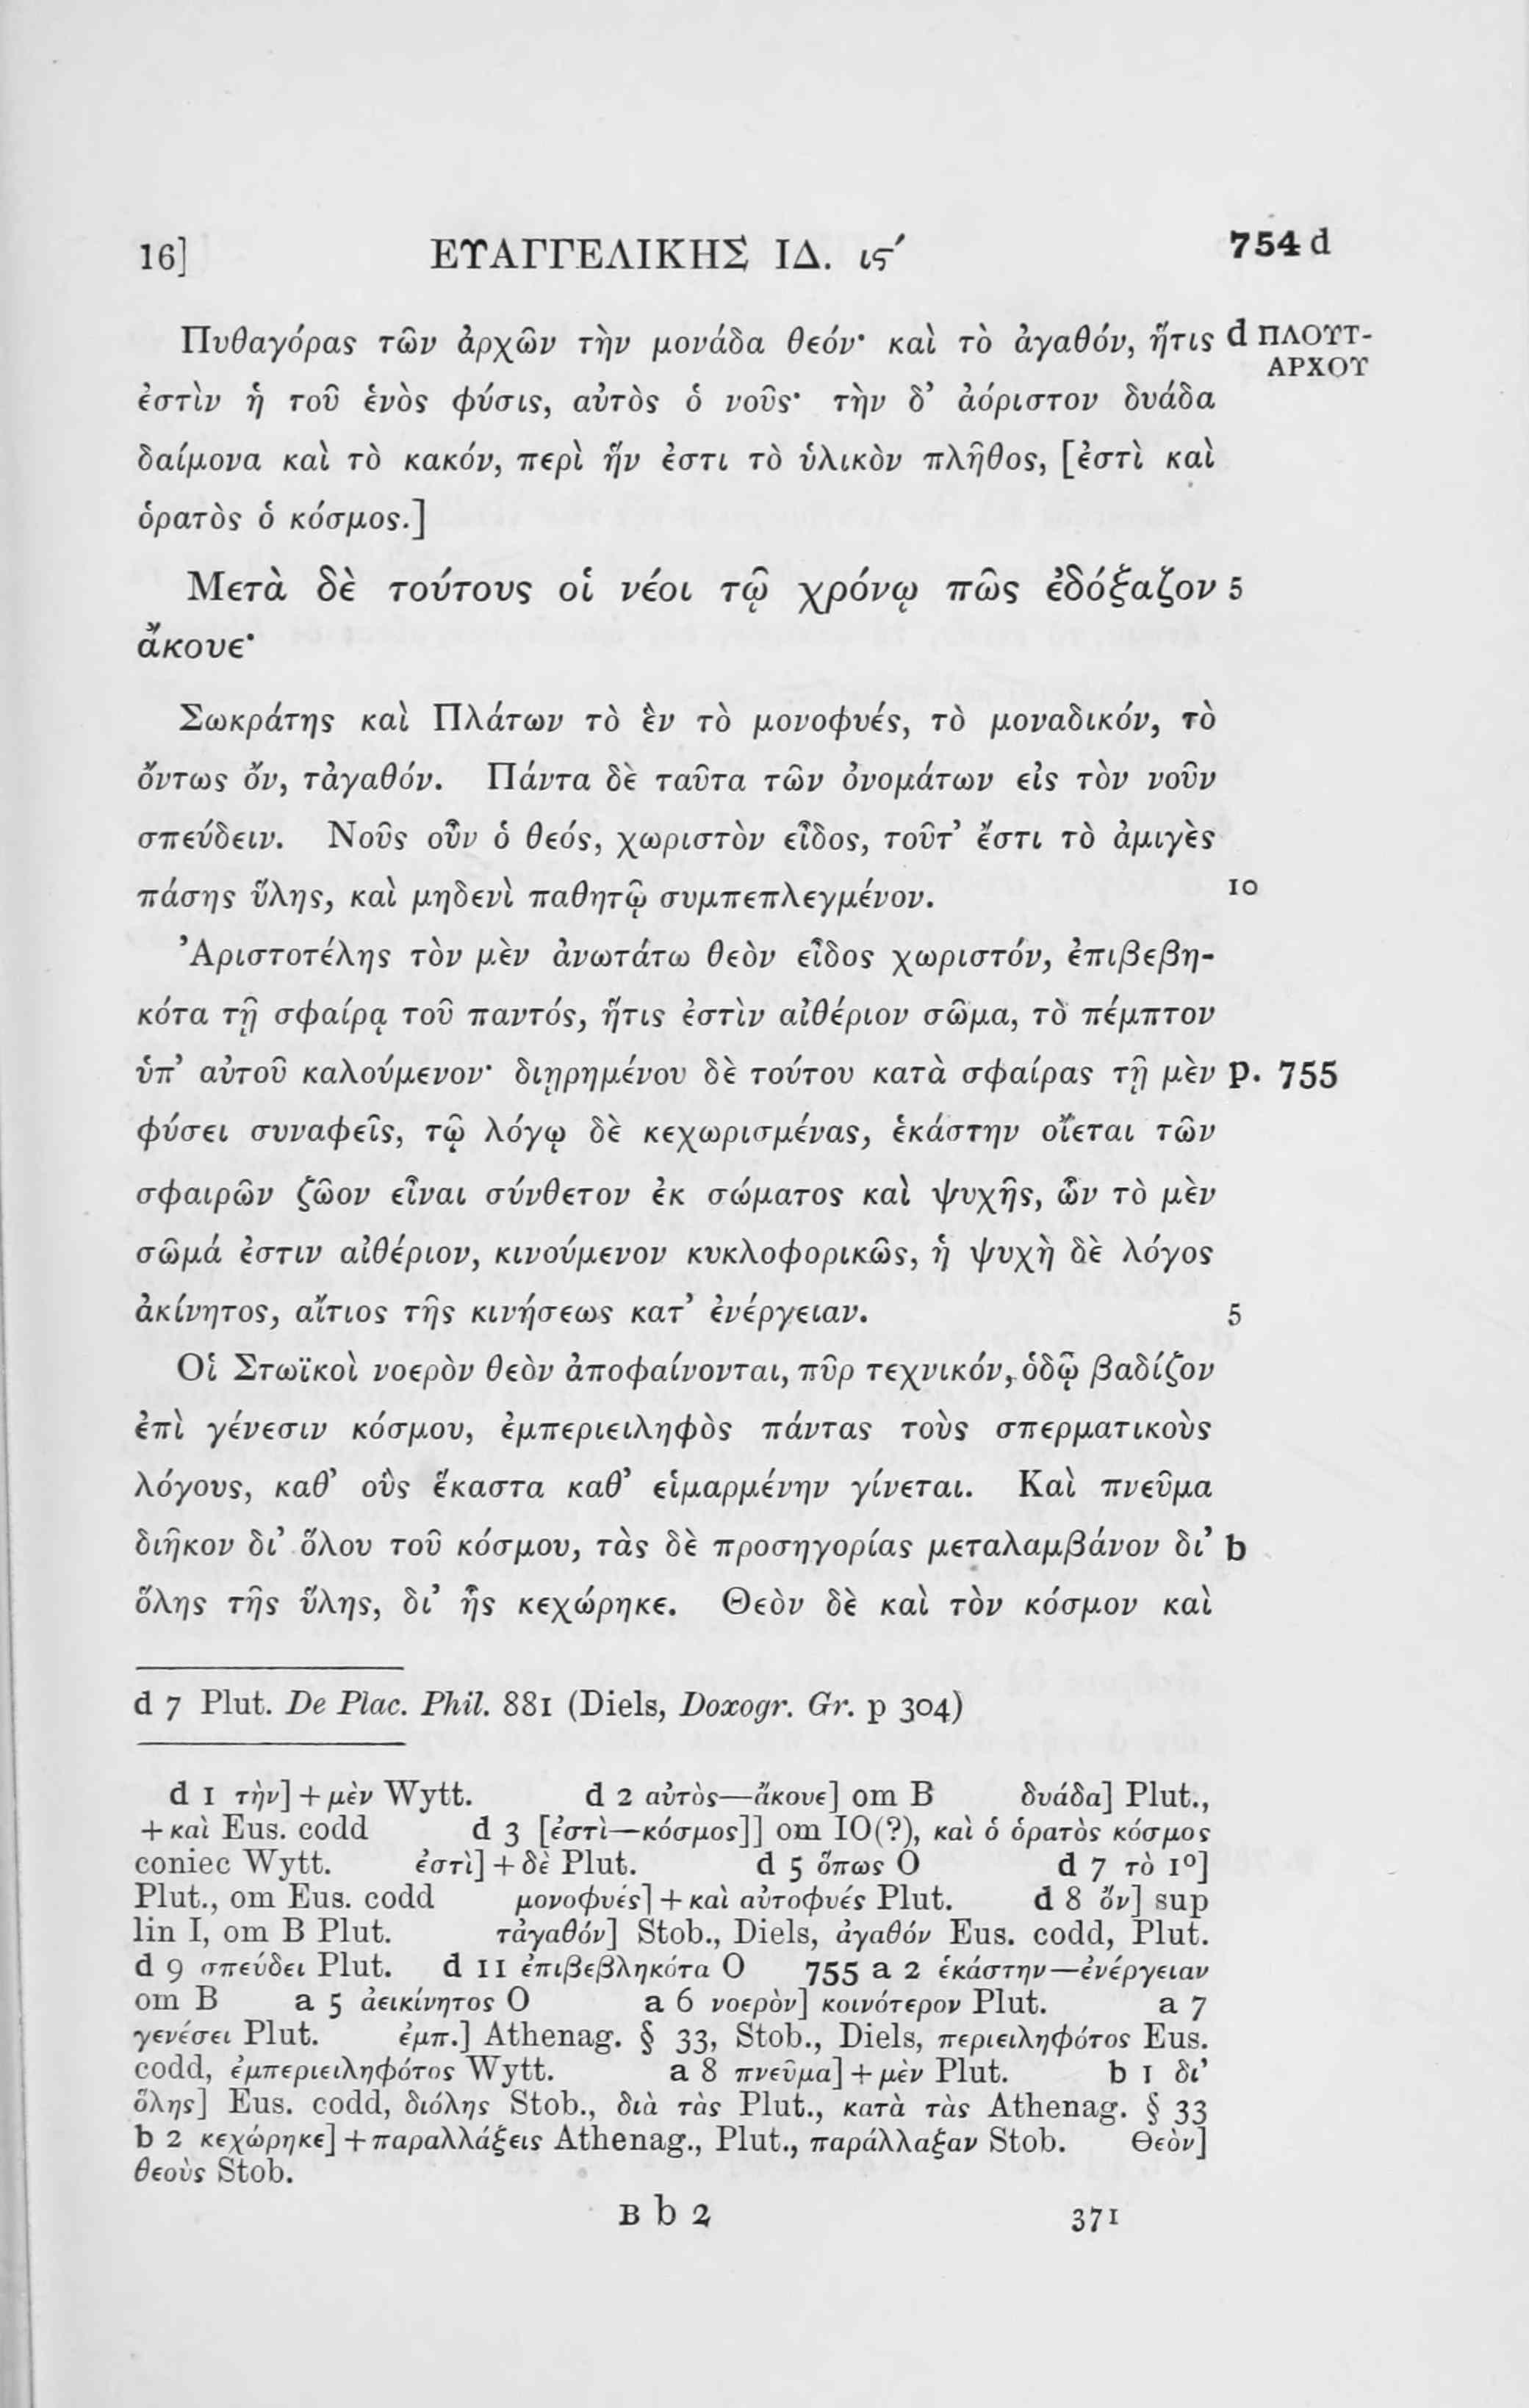 16] ΕΥΑΓΓΕΛΙΚΗΣ ΙΔ. ις´ 754 d
Πυθαγόρας τῶν ἀρχῶν τὴν μονάδα θεόν· καὶ τὸ ἀγαθόν, ἥτις d ΠΛΟΥΤ-
ΑΡΧΟΥ
ἐστὶν ἡ τοῦ ἑνὸς φύσις, αὐτὸς ὁ νοῦς· τὴν δ’ ἀόριστον δυάδα
δαίμονα καὶ τὸ κακόν, περὶ ἥν ἐστι τὸ ὑλικὸν πλῆθος, [ἐστὶ καὶ
ὁρατὸς ὁ κόσμος.]
Μετὰ δὲ τούτους οἱ νέοι τῷ χρόνῳ πῶς ἐδόξαζον 5
ἄκουε·
Σωκράτης καὶ Πλάτων τὸ ἓν τὸ μονοφυές, τὸ μοναδικόν, τὸ
ὄντως ὄν, τἀγαθόν. Πάντα δὲ ταῦτα τῶν ὀνομάτων εἰς τὸν νοῦν
σπεύδειν. Νοῦς οὖν ὁ θεός, χωριστὸν εἶδος, τοῦτ’ ἔστι τὸ ἀμιγὲς
πάσης ὕλης, καὶ μηδενὶ παθητῷ συμπεπλεγμένον. 10
Ἀριστοτέλης τὸν μὲν ἀνωτάτω θεὸν εἶδος χωριστόν, ἐπιβεβη-
κότα τῇ σφαίρᾳ τοῦ παντός, ἥτις ἐστὶν αἰθέριον σῶμα, τὸ πέμπτον
ὑπ’ αὐτοῦ καλούμενον· διῃρημένου δὲ τούτου κατὰ σφαίρας τῇ μὲν p. 755
φύσει συναφεῖς, τῷ λόγῳ δὲ κεχωρισμένας, ἑκάστην οἴεται τῶν
σφαιρῶν ζῶον εἶναι σύνθετον ἐκ σώματος καὶ ψυχῆς, ὧν τὸ μὲν
σῶμά ἐστιν αἰθέριον, κινούμενον κυκλοφορικῶς, ἡ ψυχὴ δὲ λόγος
ἀκίνητος, αἴτιος τῆς κινήσεως κατ’ ἐνέργειαν. 5
Οἱ Στωϊκοὶ νοερὸν θεὸν ἀποφαίνονται, πῦρ τεχνικόν, ὁδῷ βαδίζον
ἐπὶ γένεσιν κόσμου, ἐμπεριειληφὸς πάντας τοὺς σπερματικοὺς
λόγους, καθ’ οὓς ἕκαστα καθ’ εἱμαρμένην γίνεται. Καὶ πνεῦμα
διῆκον δι’ ὅλου τοῦ κόσμου, τὰς δὲ προσηγορίας μεταλαμβάνον δι’ b
ὅλης τῆς ὕλης, δι’ ἧς κεχώρηκε. Θεὸν δὲ καὶ τὸν κόσμον καὶ
d 7 Plut. De Plac. Phil. 881 (Diels, Doxogr. Gr. p 304)
d 1 τὴν] + μὲν Wytt. d 2 αὐτὸς—ἄκουε] om B δυάδα] Plut.,
+ καὶ Eus. codd d 3 [ἐστὶ—κόσμος]] om IO(?), καὶ ὁ ὁρατὸς κόσμος
coniec Wytt. ἐστὶ] + δὲ Plut. d 5 ὅπως O d 7 τὸ 1º]
Plut., om Eus. codd μονοφυές] + καὶ αὐτοφυές Plut. d 8 ὄν] sup
lin I, om B Plut. τἀγαθόν] Stob., Diels, ἀγαθόν Eus. codd, Plut.
d 9 σπεύδει Plut. d 11 ἐπιβεβληκότα O 755 a 2 ἑκάστην—ἐνέργειαν
om B a 5 ἀεικίνητος O a 6 νοερὸν] κοινότερον Plut. a 7
γενέσει Plut. ἐμπ.] Athenag. § 33, Stob., Diels, περιειληφότος Eus.
codd, ἐμπεριειληφότος Wytt. a 8 πνεῦμα] + μὲν Plut. b 1 δι’
ὅλης] Eus. codd, διόλης Stob., διὰ τὰς Plut., κατὰ τὰς Athenag. § 33
b 2 κεχώρηκε] + παραλλάξεις Athenag., Plut., παράλλαξαν Stob. Θεὸν]
θεοὺς Stob.
B b 2 371